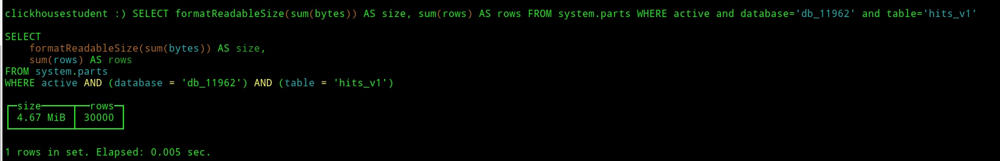 clickhousestudent :) SELECT formatReadableSize(sum(bytes)) AS size, sum(rows) AS rows FROM system.parts WHERE active and database='db_11962' and table='hits_v1'
SELECT
    formatReadableSize(sum(bytes)) AS size,
    sum(rows) AS rows
FROM system.parts
WHERE active AND (database = 'db_11962') AND (table = 'hits_v1')
size rows
4.67 MiB 30000
1 rows in set. Elapsed: 0.005 sec.